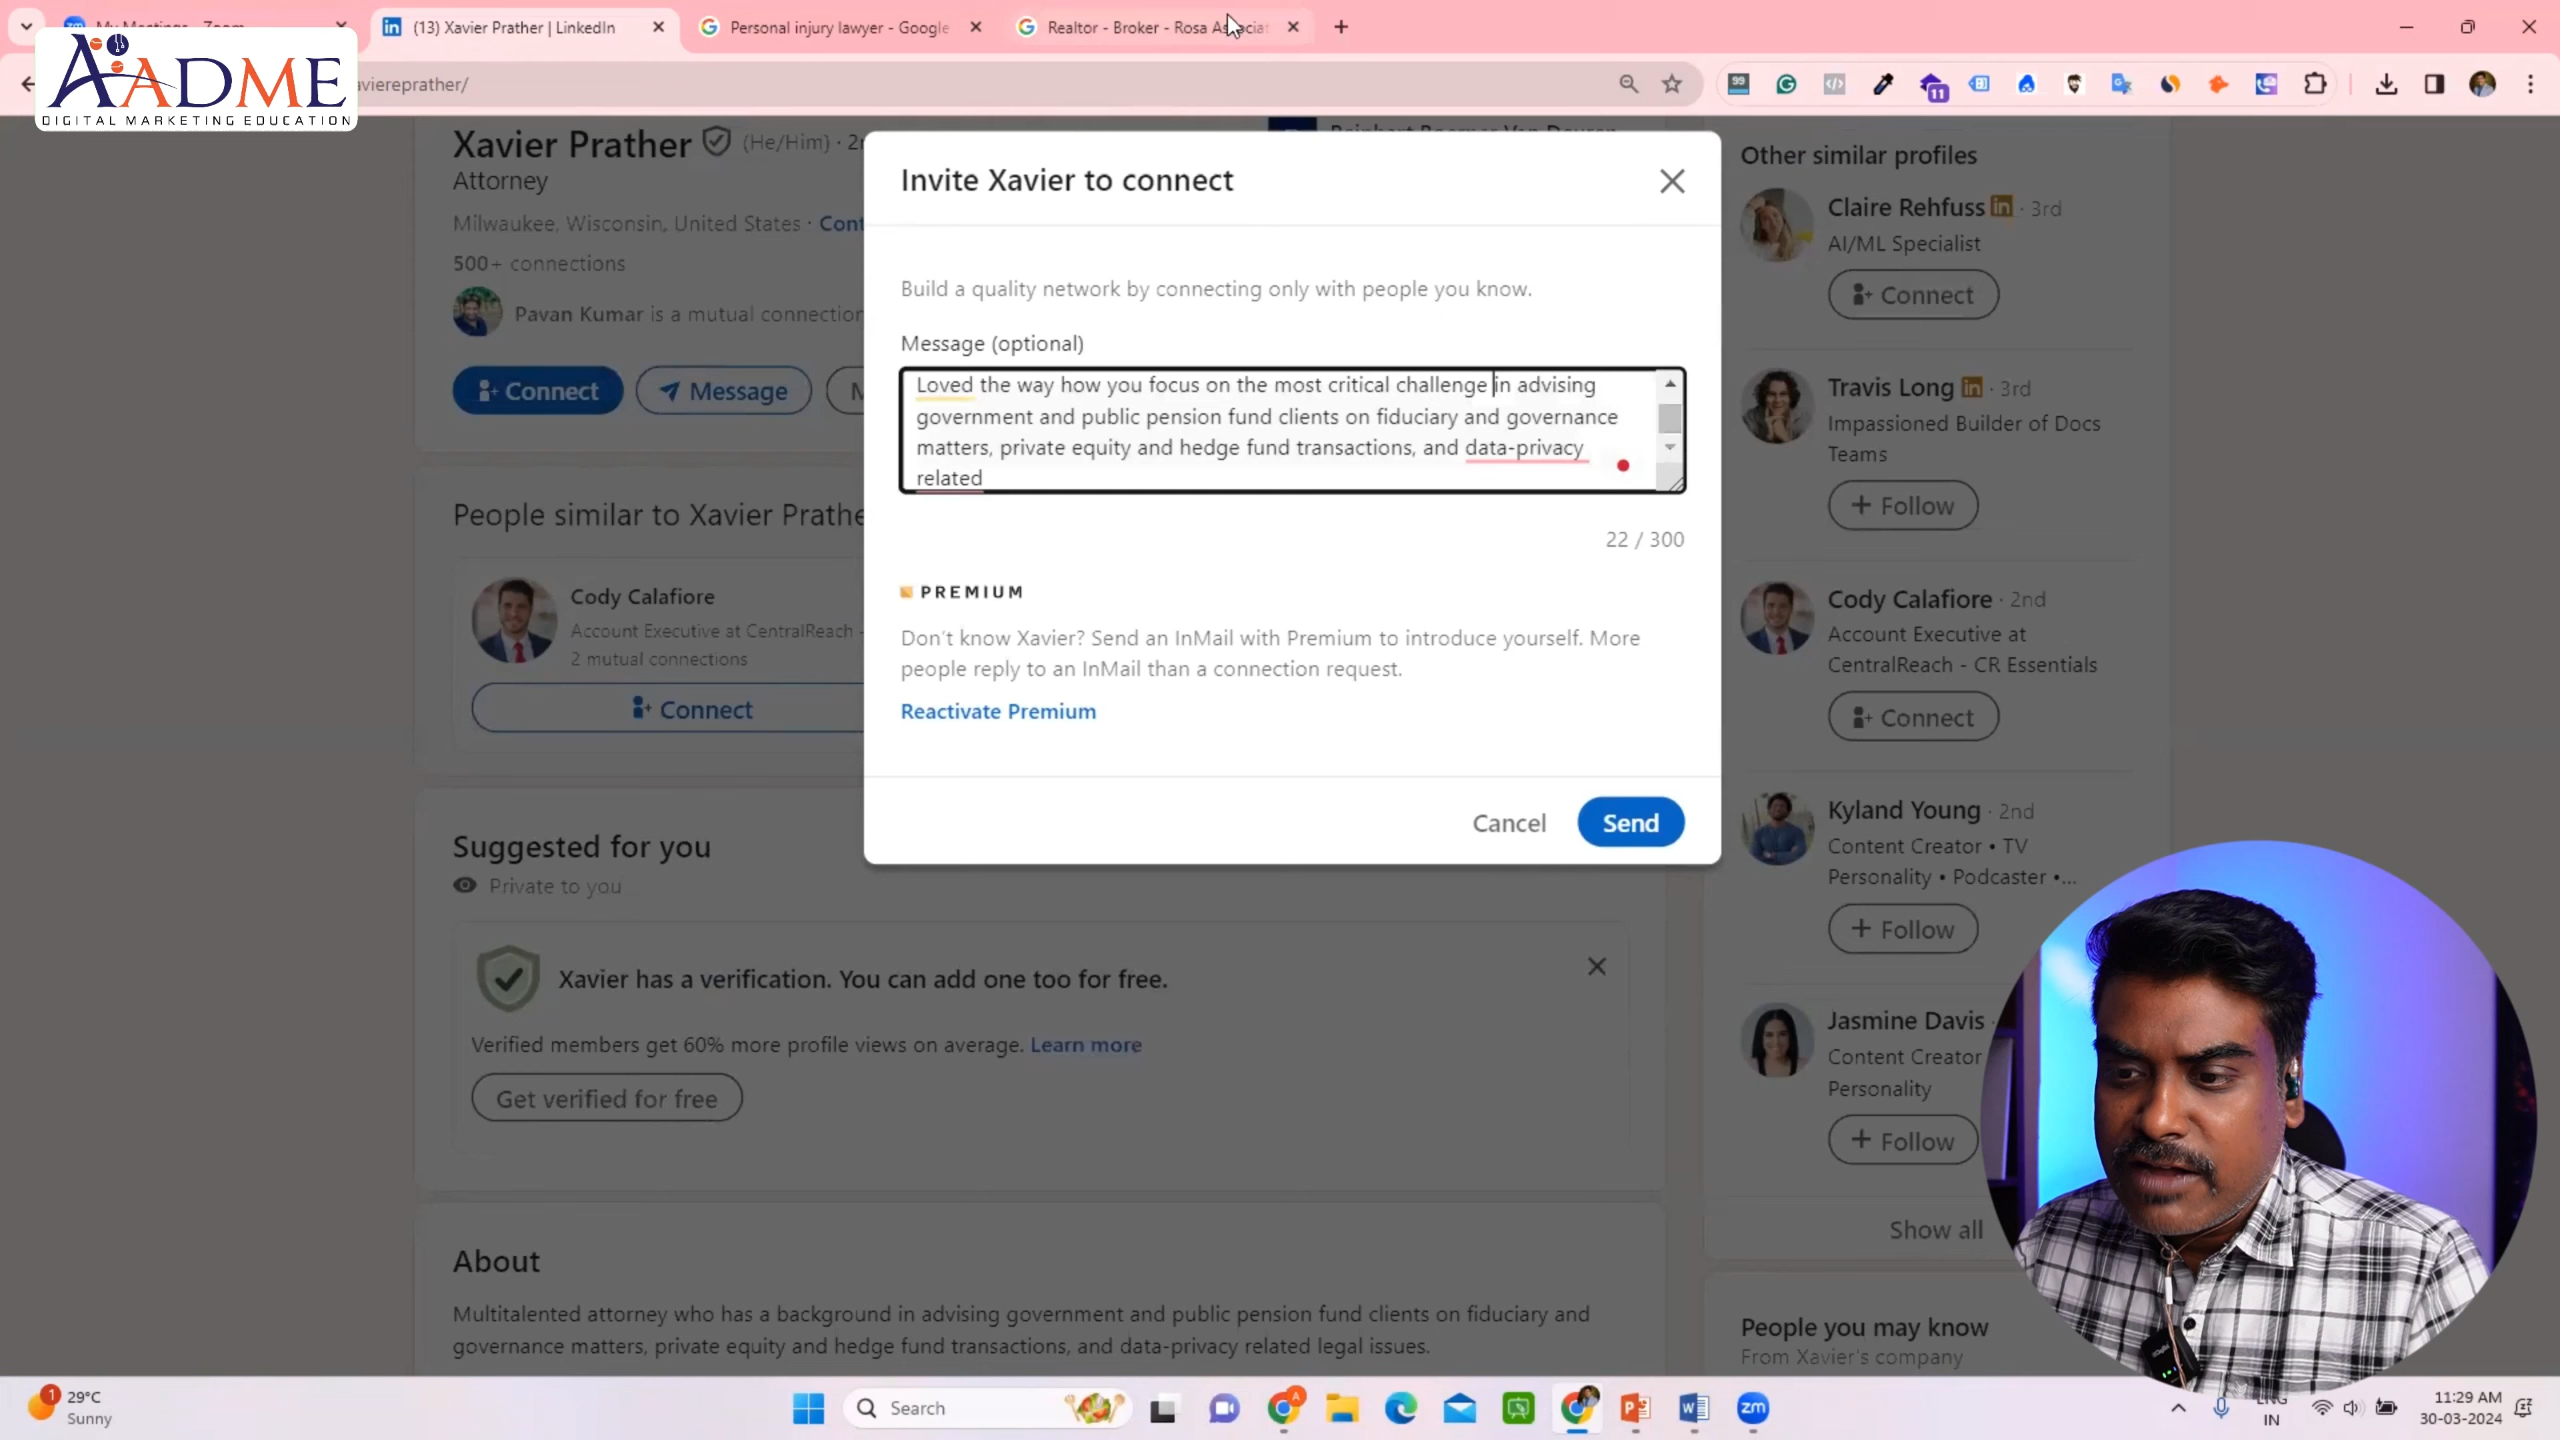 (13) Xavier Prather | LinkedIn
Personal injury lawyer - Google
Realtor - Broker - Rosa Associat
AADME
DIGITAL MARKETING EDUCATION
aviereprather/
99
11
Xavier Prather (He/Him) · 2n
Attorney
Milwaukee, Wisconsin, United States · Cont
500+ connections
Pavan Kumar is a mutual connection
Connect
Message
M
People similar to Xavier Prathe
Cody Calafiore
Account Executive at CentralReach -
2 mutual connections
Connect
Suggested for you
Private to you
Xavier has a verification. You can add one too for free.
Verified members get 60% more profile views on average. Learn more
Get verified for free
About
Multitalented attorney who has a background in advising government and public pension fund clients on fiduciary and
governance matters, private equity and hedge fund transactions, and data-privacy related legal issues.
Invite Xavier to connect
Build a quality network by connecting only with people you know.
Message (optional)
Loved the way how you focus on the most critical challenge in advising
government and public pension fund clients on fiduciary and governance
matters, private equity and hedge fund transactions, and data-privacy
related
22 / 300
PREMIUM
Don't know Xavier? Send an InMail with Premium to introduce yourself. More
people reply to an InMail than a connection request.
Reactivate Premium
Cancel
Send
Other similar profiles
Claire Rehfuss in · 3rd
AI/ML Specialist
Connect
Travis Long in · 3rd
Impassioned Builder of Docs
Teams
+ Follow
Cody Calafiore · 2nd
Account Executive at
CentralReach - CR Essentials
Connect
Kyland Young · 2nd
Content Creator • TV
Personality • Podcaster •...
+ Follow
Jasmine Davis
Content Creator
Personality
+ Follow
Show all
People you may know
From Xavier's company
1
29°C
Sunny
Search
zm
ENG
IN
11:29 AM
30-03-2024